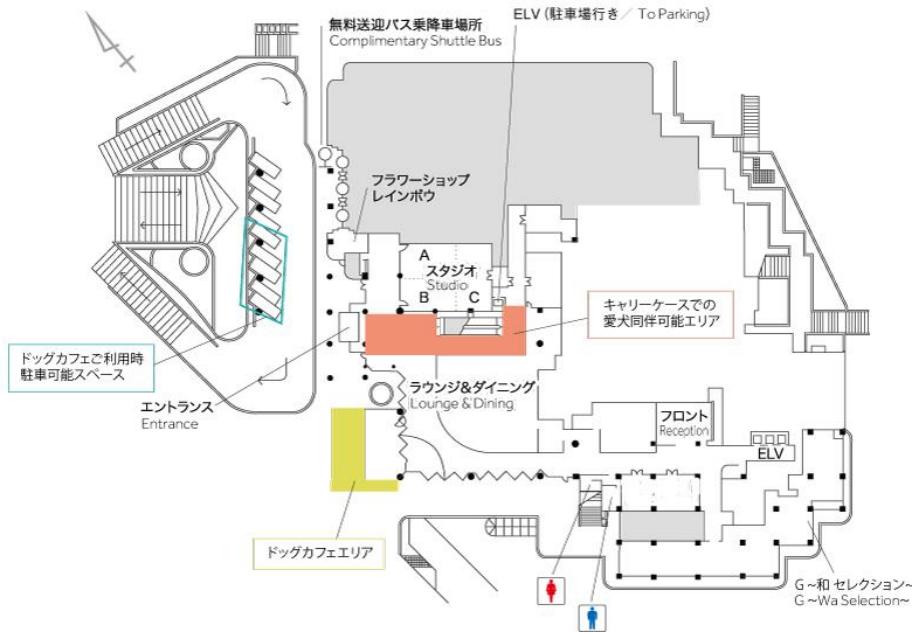 ELV（駐車場行き／ To Parking）
無料送迎バス乗降車場所
Complimentary Shuttle Bus
フラワーショップ
レインボウ
A
スタジオ
Studio
B
C
キャリーケースでの
愛犬同伴可能エリア
ドッグカフェご利用時
駐車可能スペース
エントランス
Entrance
ラウンジ&ダイニング
Lounge & Dining
フロント
Reception
ELV
ドッグカフェエリア
G～和 セレクション～
G ～Wa Selection～